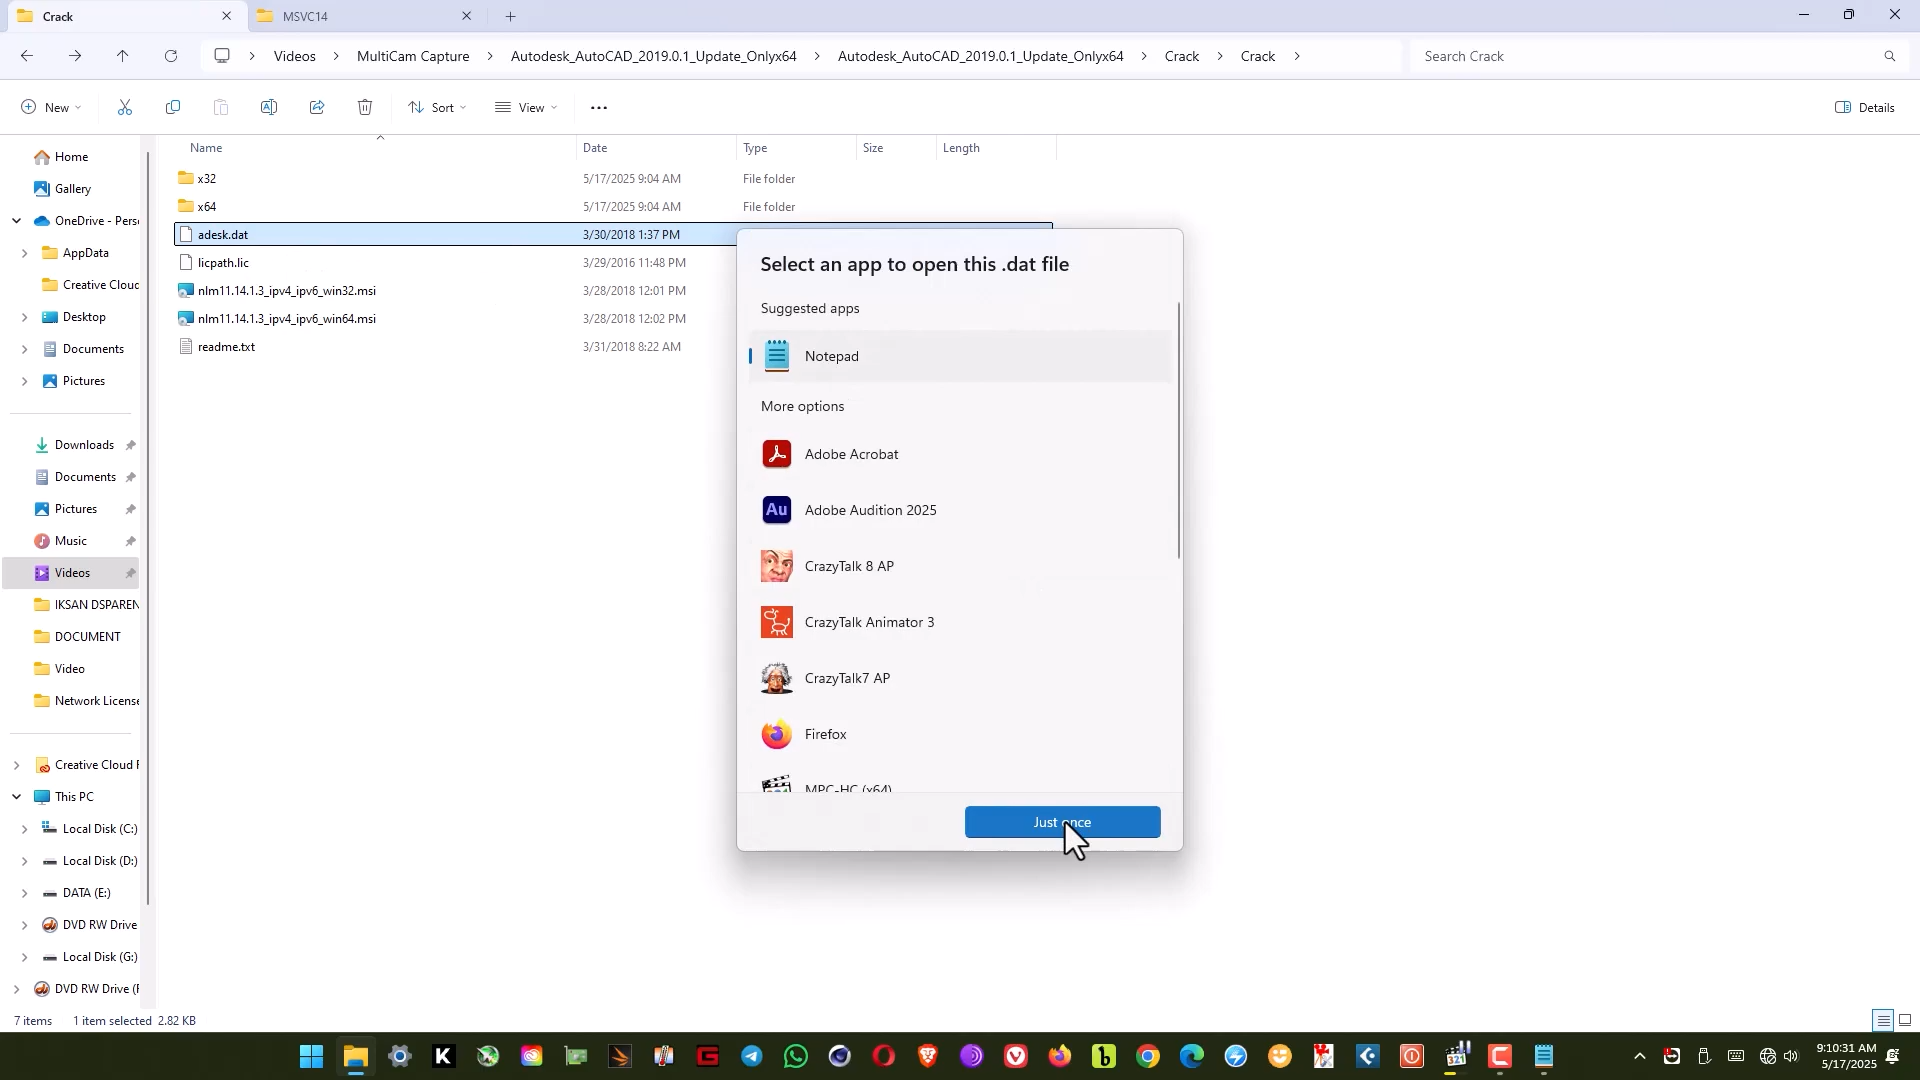 Crack
MSVC14
Videos
MultiCam Capture
Autodesk_AutoCAD_2019.0.1_Update_Onlyx64
Autodesk_AutoCAD_2019.0.1_Update_Onlyx64
Crack
Crack
Search Crack
New
Sort
View
Details
Name
Date
Type
Size
Length
x32
5/17/2025 9:04 AM
File folder
x64
5/17/2025 9:04 AM
File folder
adesk.dat
3/30/2018 1:37 PM
licpath.lic
3/29/2016 11:48 PM
nlm11.14.1.3_ipv4_ipv6_win32.msi
3/28/2018 12:01 PM
nlm11.14.1.3_ipv4_ipv6_win64.msi
3/28/2018 12:02 PM
readme.txt
3/31/2018 8:22 AM
Home
Gallery
OneDrive - Pers
AppData
Creative Cloud
Desktop
Documents
Pictures
Downloads
Documents
Pictures
Music
Videos
IKSAN DSPAREN
DOCUMENT
Video
Network License
Creative Cloud F
This PC
Local Disk (C:)
Local Disk (D:)
DATA (E:)
DVD RW Drive
Local Disk (G:)
DVD RW Drive (F
Select an app to open this .dat file
Suggested apps
Notepad
More options
Adobe Acrobat
Au
Adobe Audition 2025
CrazyTalk 8 AP
CrazyTalk Animator 3
CrazyTalk7 AP
Firefox
MPC-HC (x64)
Just once
7 items
1 item selected 2.82 KB
K
G
b
321
9:10:31 AM
5/17/2025